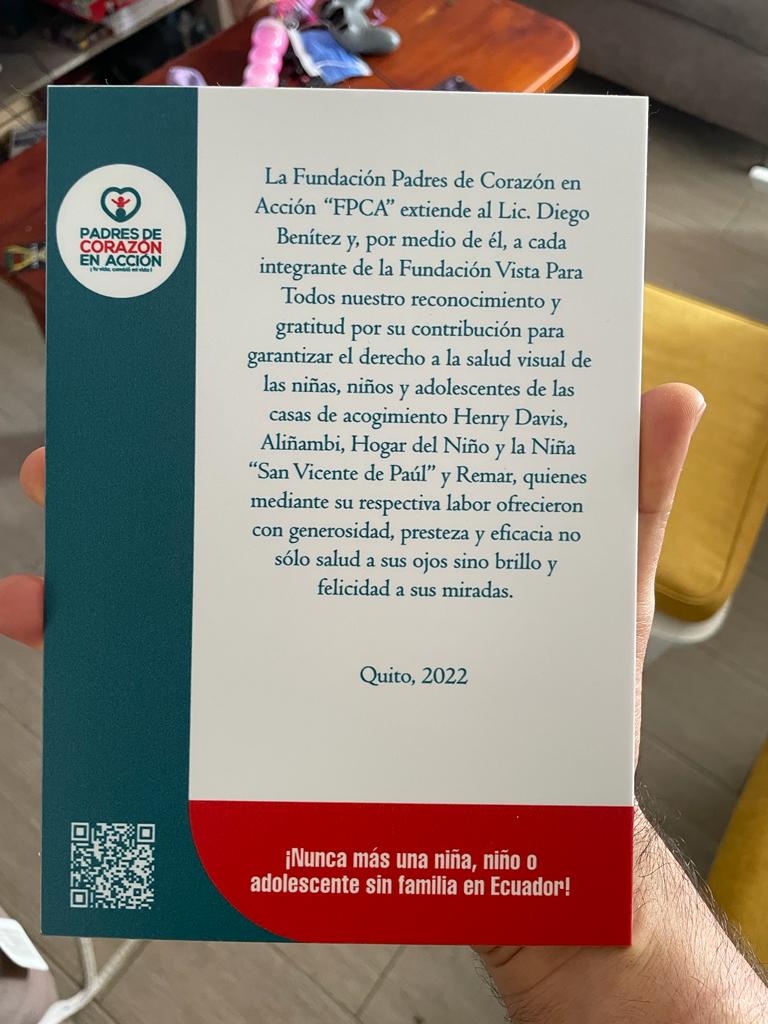 PADRES DE
CORAZÓN
EN ACCIÓN
¡Tu vida, cambió mi vida!
La Fundación Padres de Corazón en
Acción “FPCA” extiende al Lic. Diego
Benítez y, por medio de él, a cada
integrante de la Fundación Vista Para
Todos nuestro reconocimiento y
gratitud por su contribución para
garantizar el derecho a la salud visual de
las niñas, niños y adolescentes de las
casas de acogimiento Henry Davis,
Aliñambi, Hogar del Niño y la Niña
“San Vicente de Paúl” y Remar, quienes
mediante su respectiva labor ofrecieron
con generosidad, presteza y eficacia no
sólo salud a sus ojos sino brillo y
felicidad a sus miradas.
Quito, 2022
¡Nunca más una niña, niño o
adolescente sin familia en Ecuador!